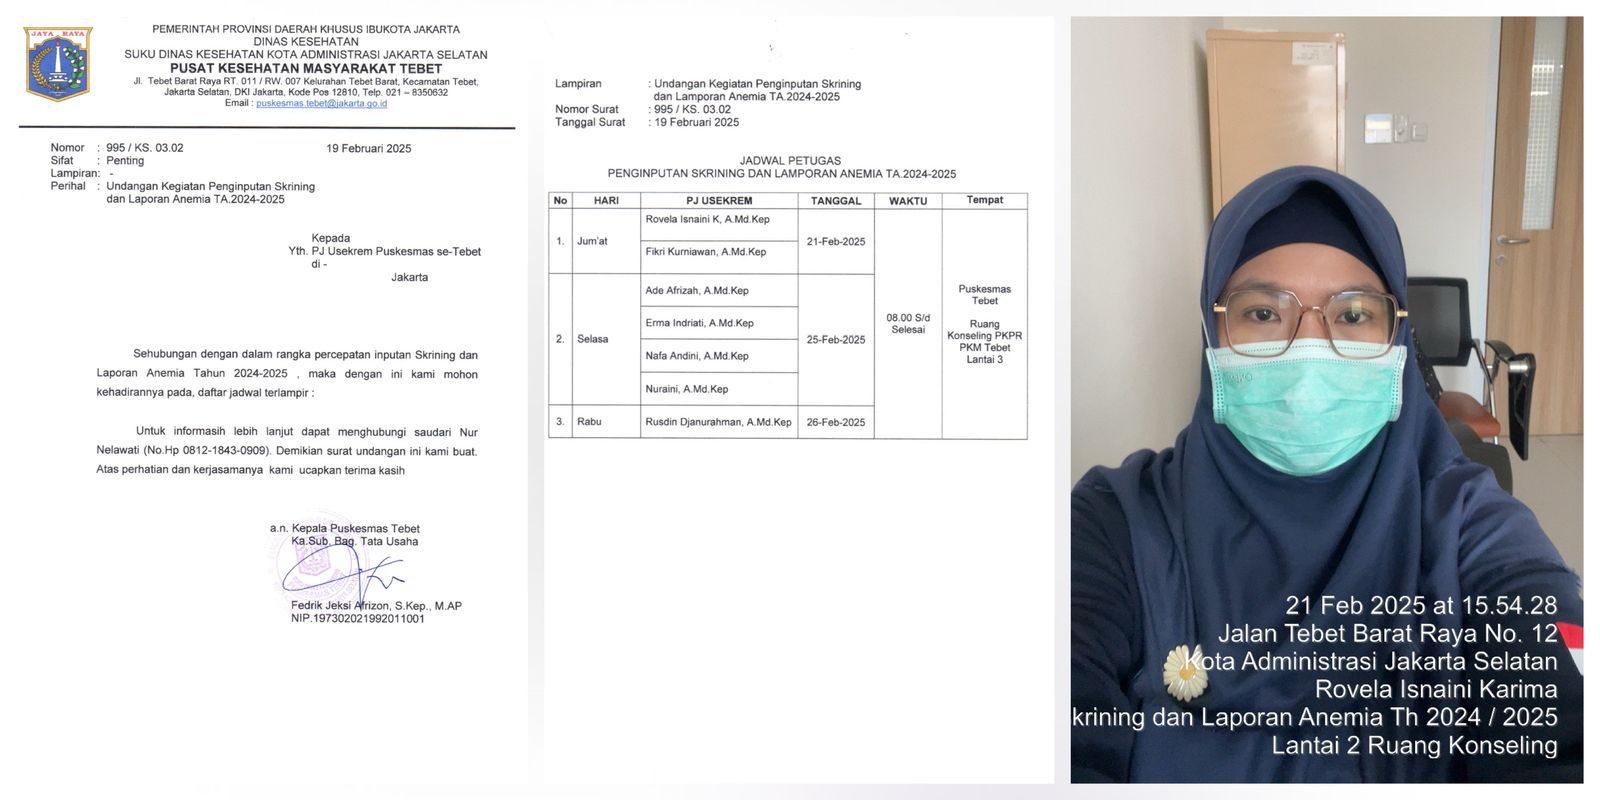 JAYA RAYA
PEMERINTAH PROVINSI DAERAH KHUSUS IBUKOTA JAKARTA
DINAS KESEHATAN
SUKU DINAS KESEHATAN KOTA ADMINISTRASI JAKARTA SELATAN
PUSAT KESEHATAN MASYARAKAT TEBET
Jl. Tebet Barat Raya RT. 011 / RW. 007 Kelurahan Tebet Barat, Kecamatan Tebet,
Jakarta Selatan, DKI Jakarta, Kode Pos 12810, Telp. 021 – 8350632
Email : puskesmas.tebet@jakarta.go.id
Nomor : 995 / KS. 03.02 19 Februari 2025
Sifat : Penting
Lampiran: -
Perihal : Undangan Kegiatan Penginputan Skrining
dan Laporan Anemia TA.2024-2025
Kepada
Yth. PJ Usekrem Puskesmas se-Tebet
di -
Jakarta
Sehubungan dengan dalam rangka percepatan inputan Skrining dan
Laporan Anemia Tahun 2024-2025 , maka dengan ini kami mohon
kehadirannya pada, daftar jadwal terlampir :
Untuk informasih lebih lanjut dapat menghubungi saudari Nur
Nelawati (No.Hp 0812-1843-0909). Demikian surat undangan ini kami buat.
Atas perhatian dan kerjasamanya kami ucapkan terima kasih
a.n. Kepala Puskesmas Tebet
Ka.Sub. Bag. Tata Usaha
Fedrik Jeksi Afrizon, S.Kep., M.AP
NIP.197302021992011001
Lampiran : Undangan Kegiatan Penginputan Skrining
dan Lamporan Anemia TA.2024-2025
Nomor Surat : 995 / KS. 03.02
Tanggal Surat : 19 Februari 2025
JADWAL PETUGAS
PENGINPUTAN SKRINING DAN LAMPORAN ANEMIA TA.2024-2025
No HARI PJ USEKREM TANGGAL WAKTU Tempat
1. Jum'at Rovela Isnaini K, A.Md.Kep 21-Feb-2025
Fikri Kurniawan, A.Md.Kep
2. Selasa Ade Afrizah, A.Md.Kep 25-Feb-2025
Erma Indriati, A.Md.Kep
Nafa Andini, A.Md.Kep
Nuraini, A.Md.Kep
3. Rabu Rusdin Djanurahman, A.Md.Kep 26-Feb-2025
08.00 S/d
Selesai
Puskesmas
Tebet
Ruang
Konseling PKPR
PKM Tebet
Lantai 3
21 Feb 2025 at 15.54.28
Jalan Tebet Barat Raya No. 12
Kota Administrasi Jakarta Selatan
Rovela Isnaini Karima
krining dan Laporan Anemia Th 2024 / 2025
Lantai 2 Ruang Konseling